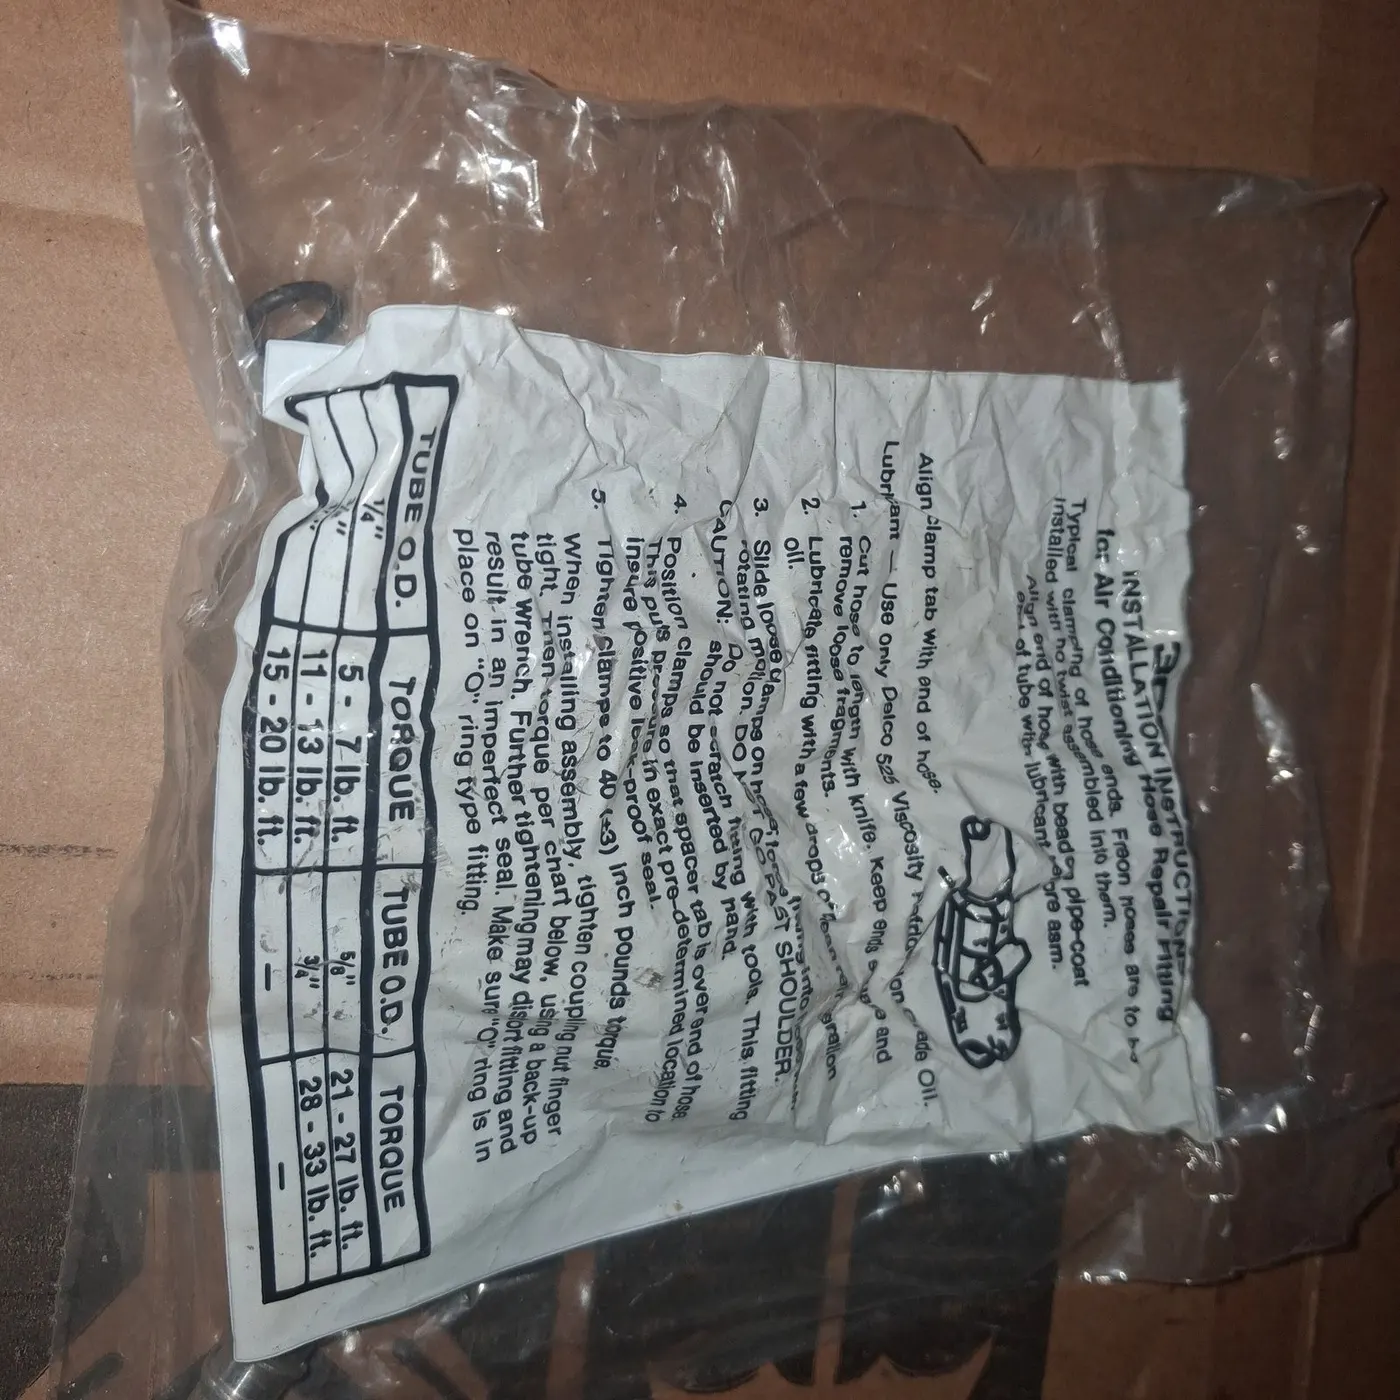 INSTALLATION INSTRUCTIONS
for Air Conditioning Hose Repair Fitting
Typical clamping of hose ends. Freon hoses are to be
installed with no twist assembled into them.
Align end of hose with bead or pipe-coat
end of tube with lubricant before asm.
Align clamp tab with end of hose.
Lubricant — Use only Delco 525 Viscosity Oil.
1. Cut hose to length with knife. Keep ends and
remove loose fragments.
2. Lubricate fitting with a few drops of
oil.
3. Slide loose clamps on hose,
rotating motion. DO NOT GO PAST SHOULDER.
CAUTION: Do not scratch fitting with tools. This fitting
should be inserted by hand.
4. Position clamps so that spacer tab is over end of hose.
This puts pressure in exact pre-determined location to
insure positive leak-proof seal.
5. Tighten clamps to 40 (±3) inch pounds torque.
When installing assembly, tighten coupling nut finger
tight. Then torque per chart below, using a back-up
tube wrench. Further tightening may distort fitting and
result in an imperfect seal. Make sure "O" ring is in
place on "O" ring type fitting.
TUBE O.D. TORQUE TUBE O.D. TORQUE
1/4" 5 - 7 lb. ft. 5/8" 21 - 27 lb. ft.
11 - 13 lb. ft. 3/4" 28 - 33 lb. ft.
15 - 20 lb. ft. — —